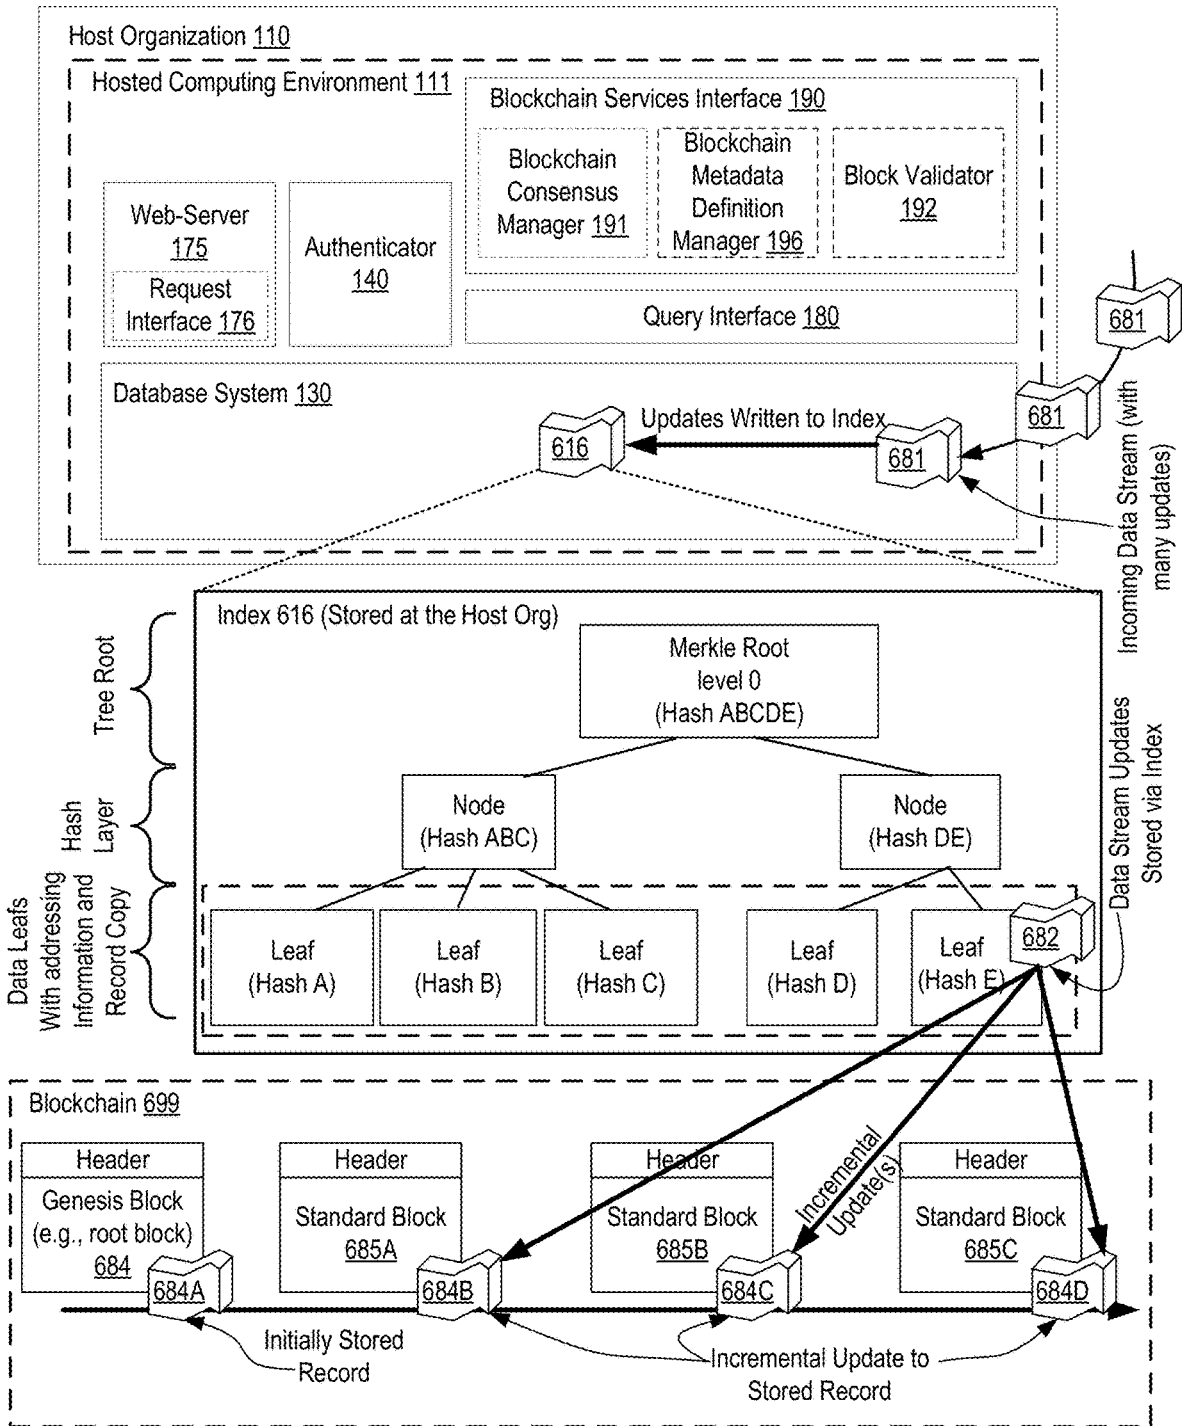 Host Organization 110
Hosted Computing Environment 111
Blockchain Services Interface 190
Blockchain
Consensus
Manager 191
Blockchain
Metadada
Definition
Manager 196
Block Validator
192
Web-Server
175
Request
Interface 176
Authenticator
140
Query Interface 180
681
681
681
Database System 130
Updates Written to Index
616
Incoming Data Stream (with
many updates)
Index 616 (Stored at the Host Org)
Tree Root
Merkle Root
level 0
(Hash ABCDE)
Hash
Layer
Node
(Hash ABC)
Node
(Hash DE)
Data Stream Updates
Stored via Index
Data Leafs
With addressing
Information and
Record Copy
Leaf
(Hash A)
Leaf
(Hash B)
Leaf
(Hash C)
Leaf
(Hash D)
Leaf
(Hash E)
682
Blockchain 699
Header
Genesis Block
(e.g., root block)
684
684A
Header
Standard Block
685A
684B
Header
Standard Block
685B
684C
Incremental
Update(s)
Header
Standard Block
685C
684D
Initially Stored
Record
Incremental Update to
Stored Record